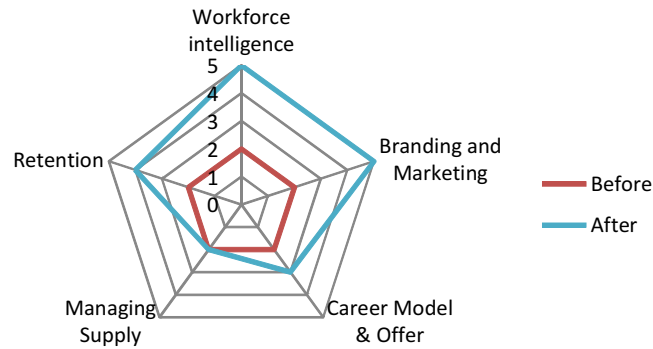 Workforce
intelligence
5
4
3
2
1
0
Retention
Branding and
Marketing
Before
After
Managing
Supply
Career Model
& Offer